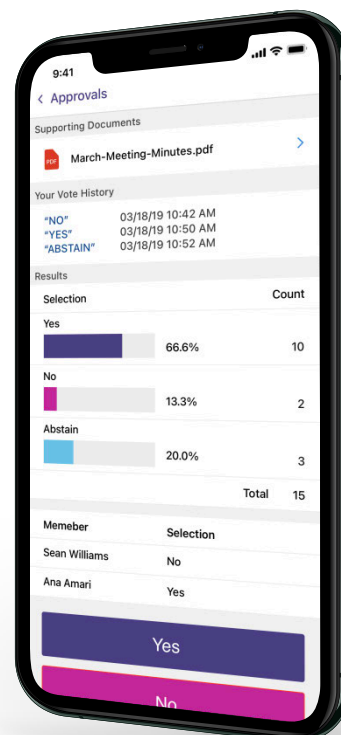 9:41
Approvals
Supporting Documents
PDF
March-Meeting-Minutes.pdf
Your Vote History
“NO” 03/18/19 10:42 AM
“YES” 03/18/19 10:50 AM
“ABSTAIN” 03/18/19 10:52 AM
Results
Selection Count
Yes
66.6% 10
No
13.3% 2
Abstain
20.0% 3
Total 15
Memeber Selection
Sean Williams No
Ana Amari Yes
Yes
No